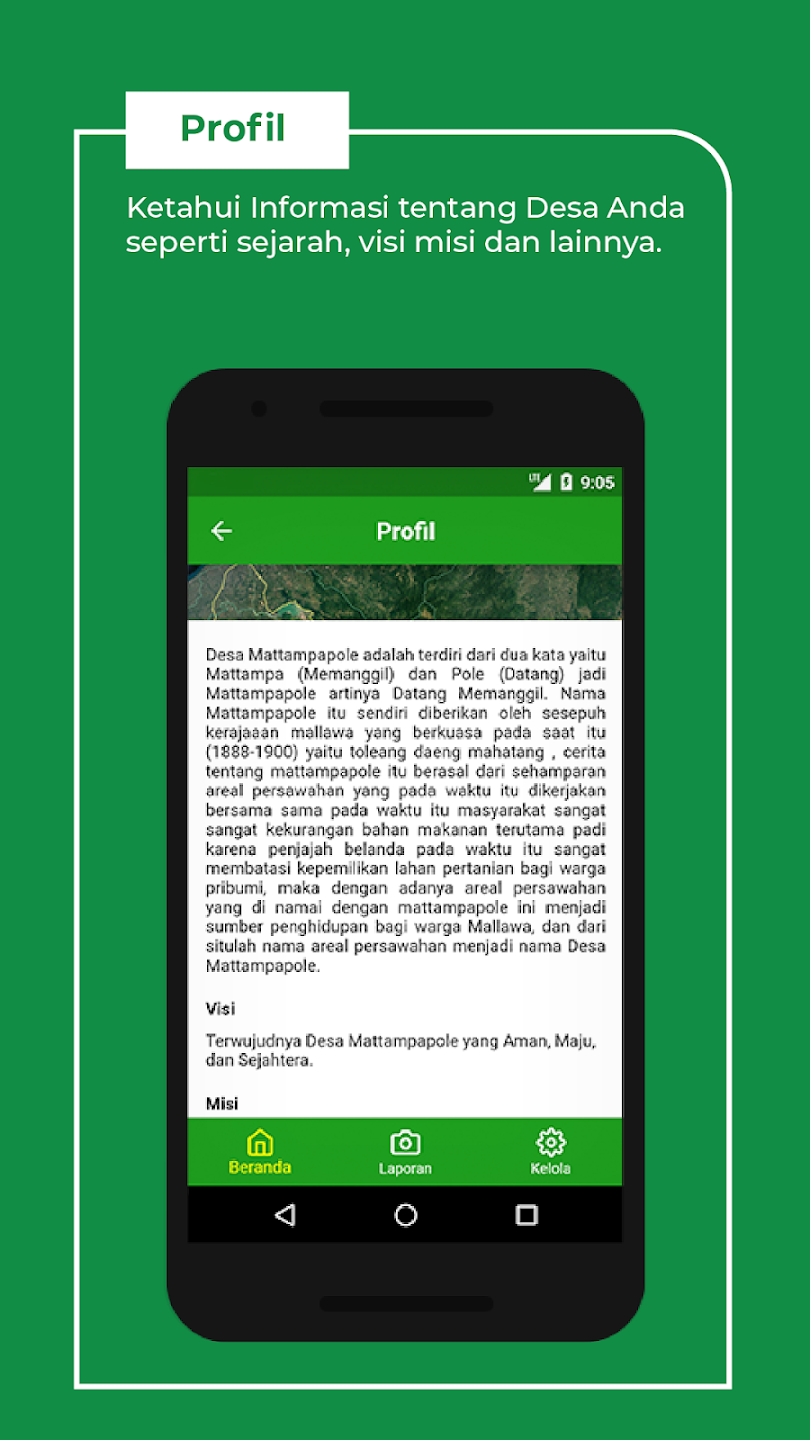 Profil
Ketahui Informasi tentang Desa Anda
seperti sejarah, visi misi dan lainnya.
LTE 9:05
Profil
Desa Mattampapole adalah terdiri dari dua kata yaitu
Mattampa (Memanggil) dan Pole (Datang) jadi
Mattampapole artinya Datang Memanggil. Nama
Mattampapole itu sendiri diberikan oleh sesepuh
kerajaaan mallawa yang berkuasa pada saat itu
(1888-1900) yaitu toleang daeng mahatang , cerita
tentang mattampapole itu berasal dari sehamparan
areal persawahan yang pada waktu itu dikerjakan
bersama sama pada waktu itu masyarakat sangat
sangat kekurangan bahan makanan terutama padi
karena penjajah belanda pada waktu itu sangat
membatasi kepemilikan lahan pertanian bagi warga
pribumi, maka dengan adanya areal persawahan
yang di namai dengan mattampapole ini menjadi
sumber penghidupan bagi warga Mallawa, dan dari
situlah nama areal persawahan menjadi nama Desa
Mattampapole.
Visi
Terwujudnya Desa Mattampapole yang Aman, Maju,
dan Sejahtera.
Misi
Beranda Laporan Kelola